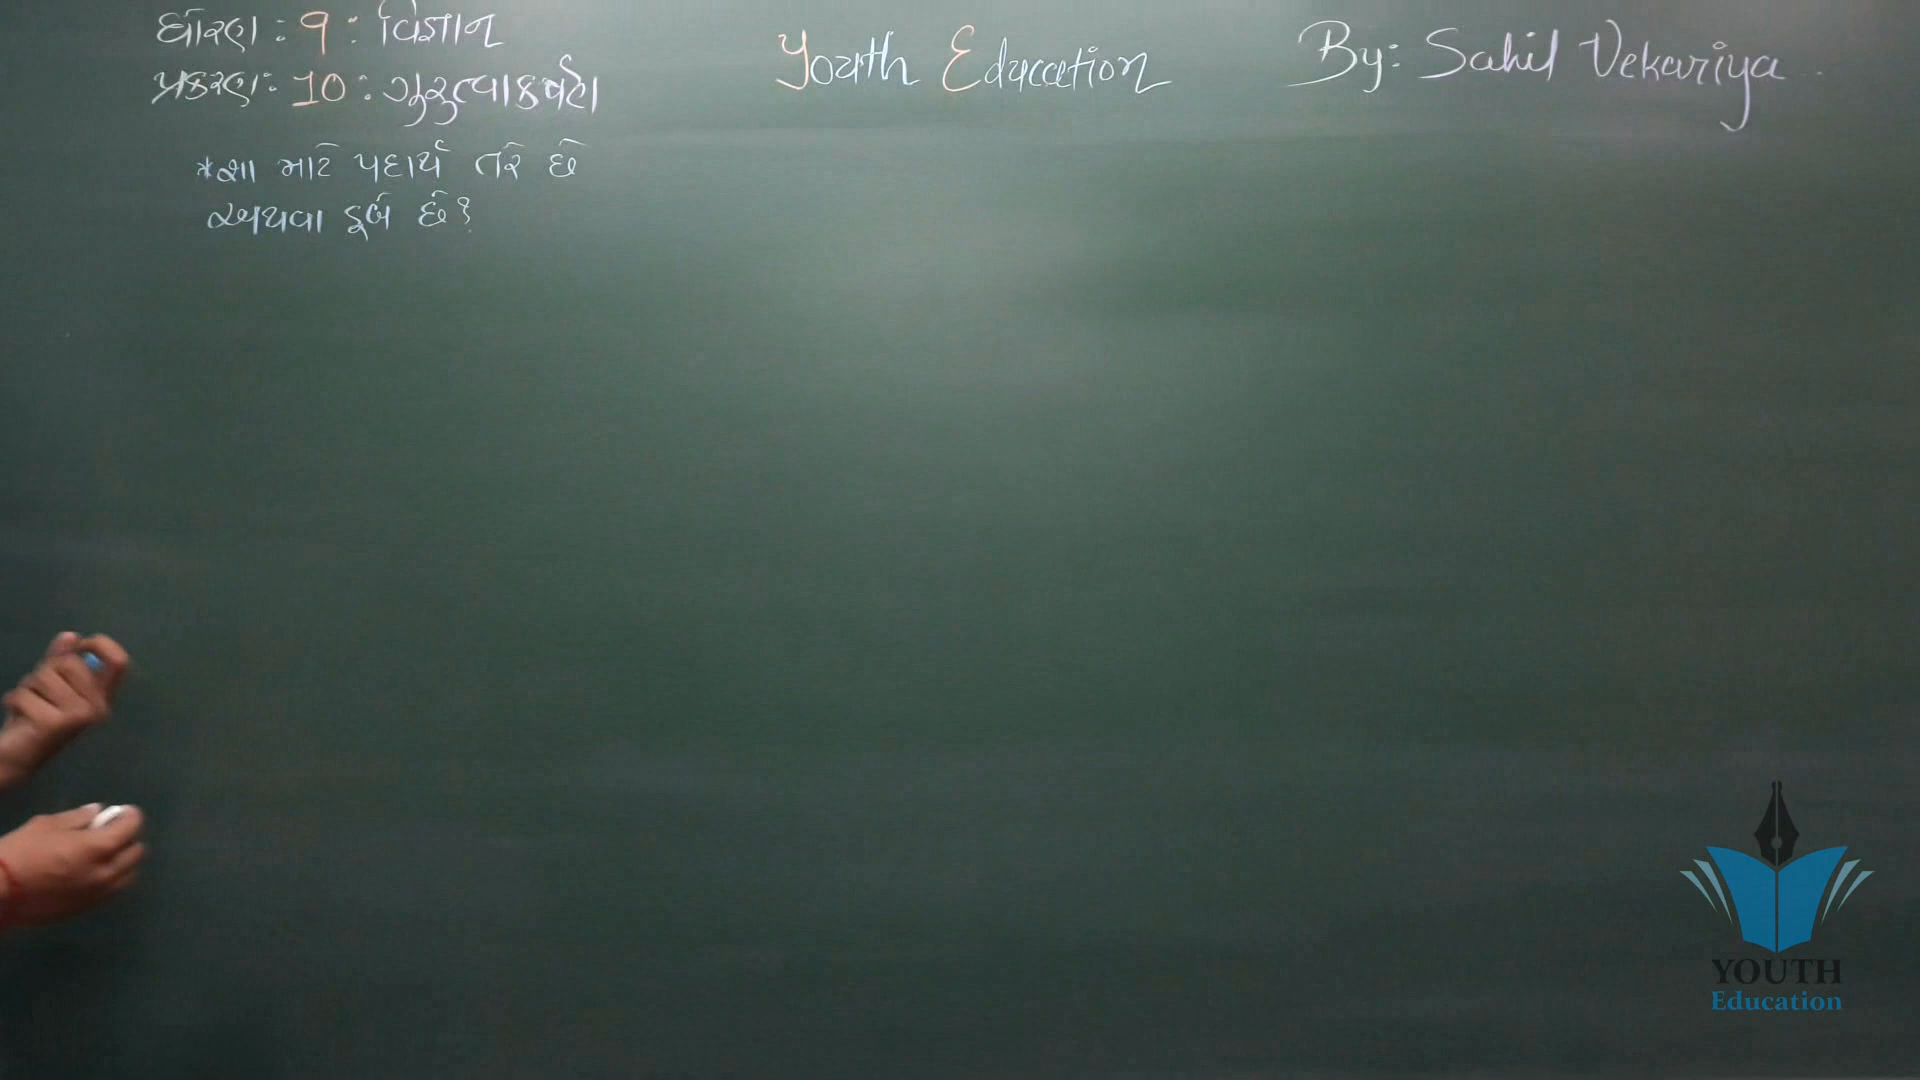 ધોરણ : 9 : વિજ્ઞાન
પ્રકરણ : 10 : ગુરુત્વાકર્ષણ
Youth Education
By: Sahil Vekariya
*શા માટે પદાર્થ તરે છે
અથવા ડૂબે છે?
YOUTH
Education